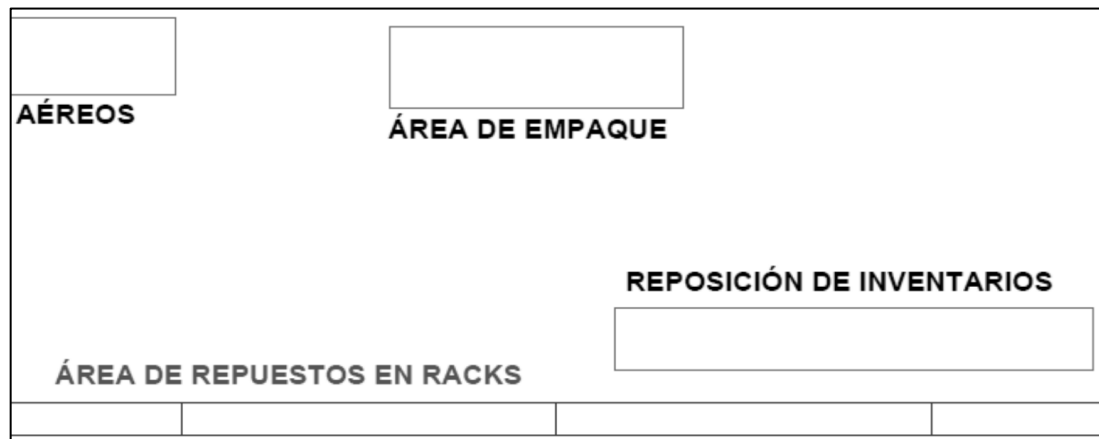 AÉREOS
ÁREA DE EMPAQUE
REPOSICIÓN DE INVENTARIOS
ÁREA DE REPUESTOS EN RACKS